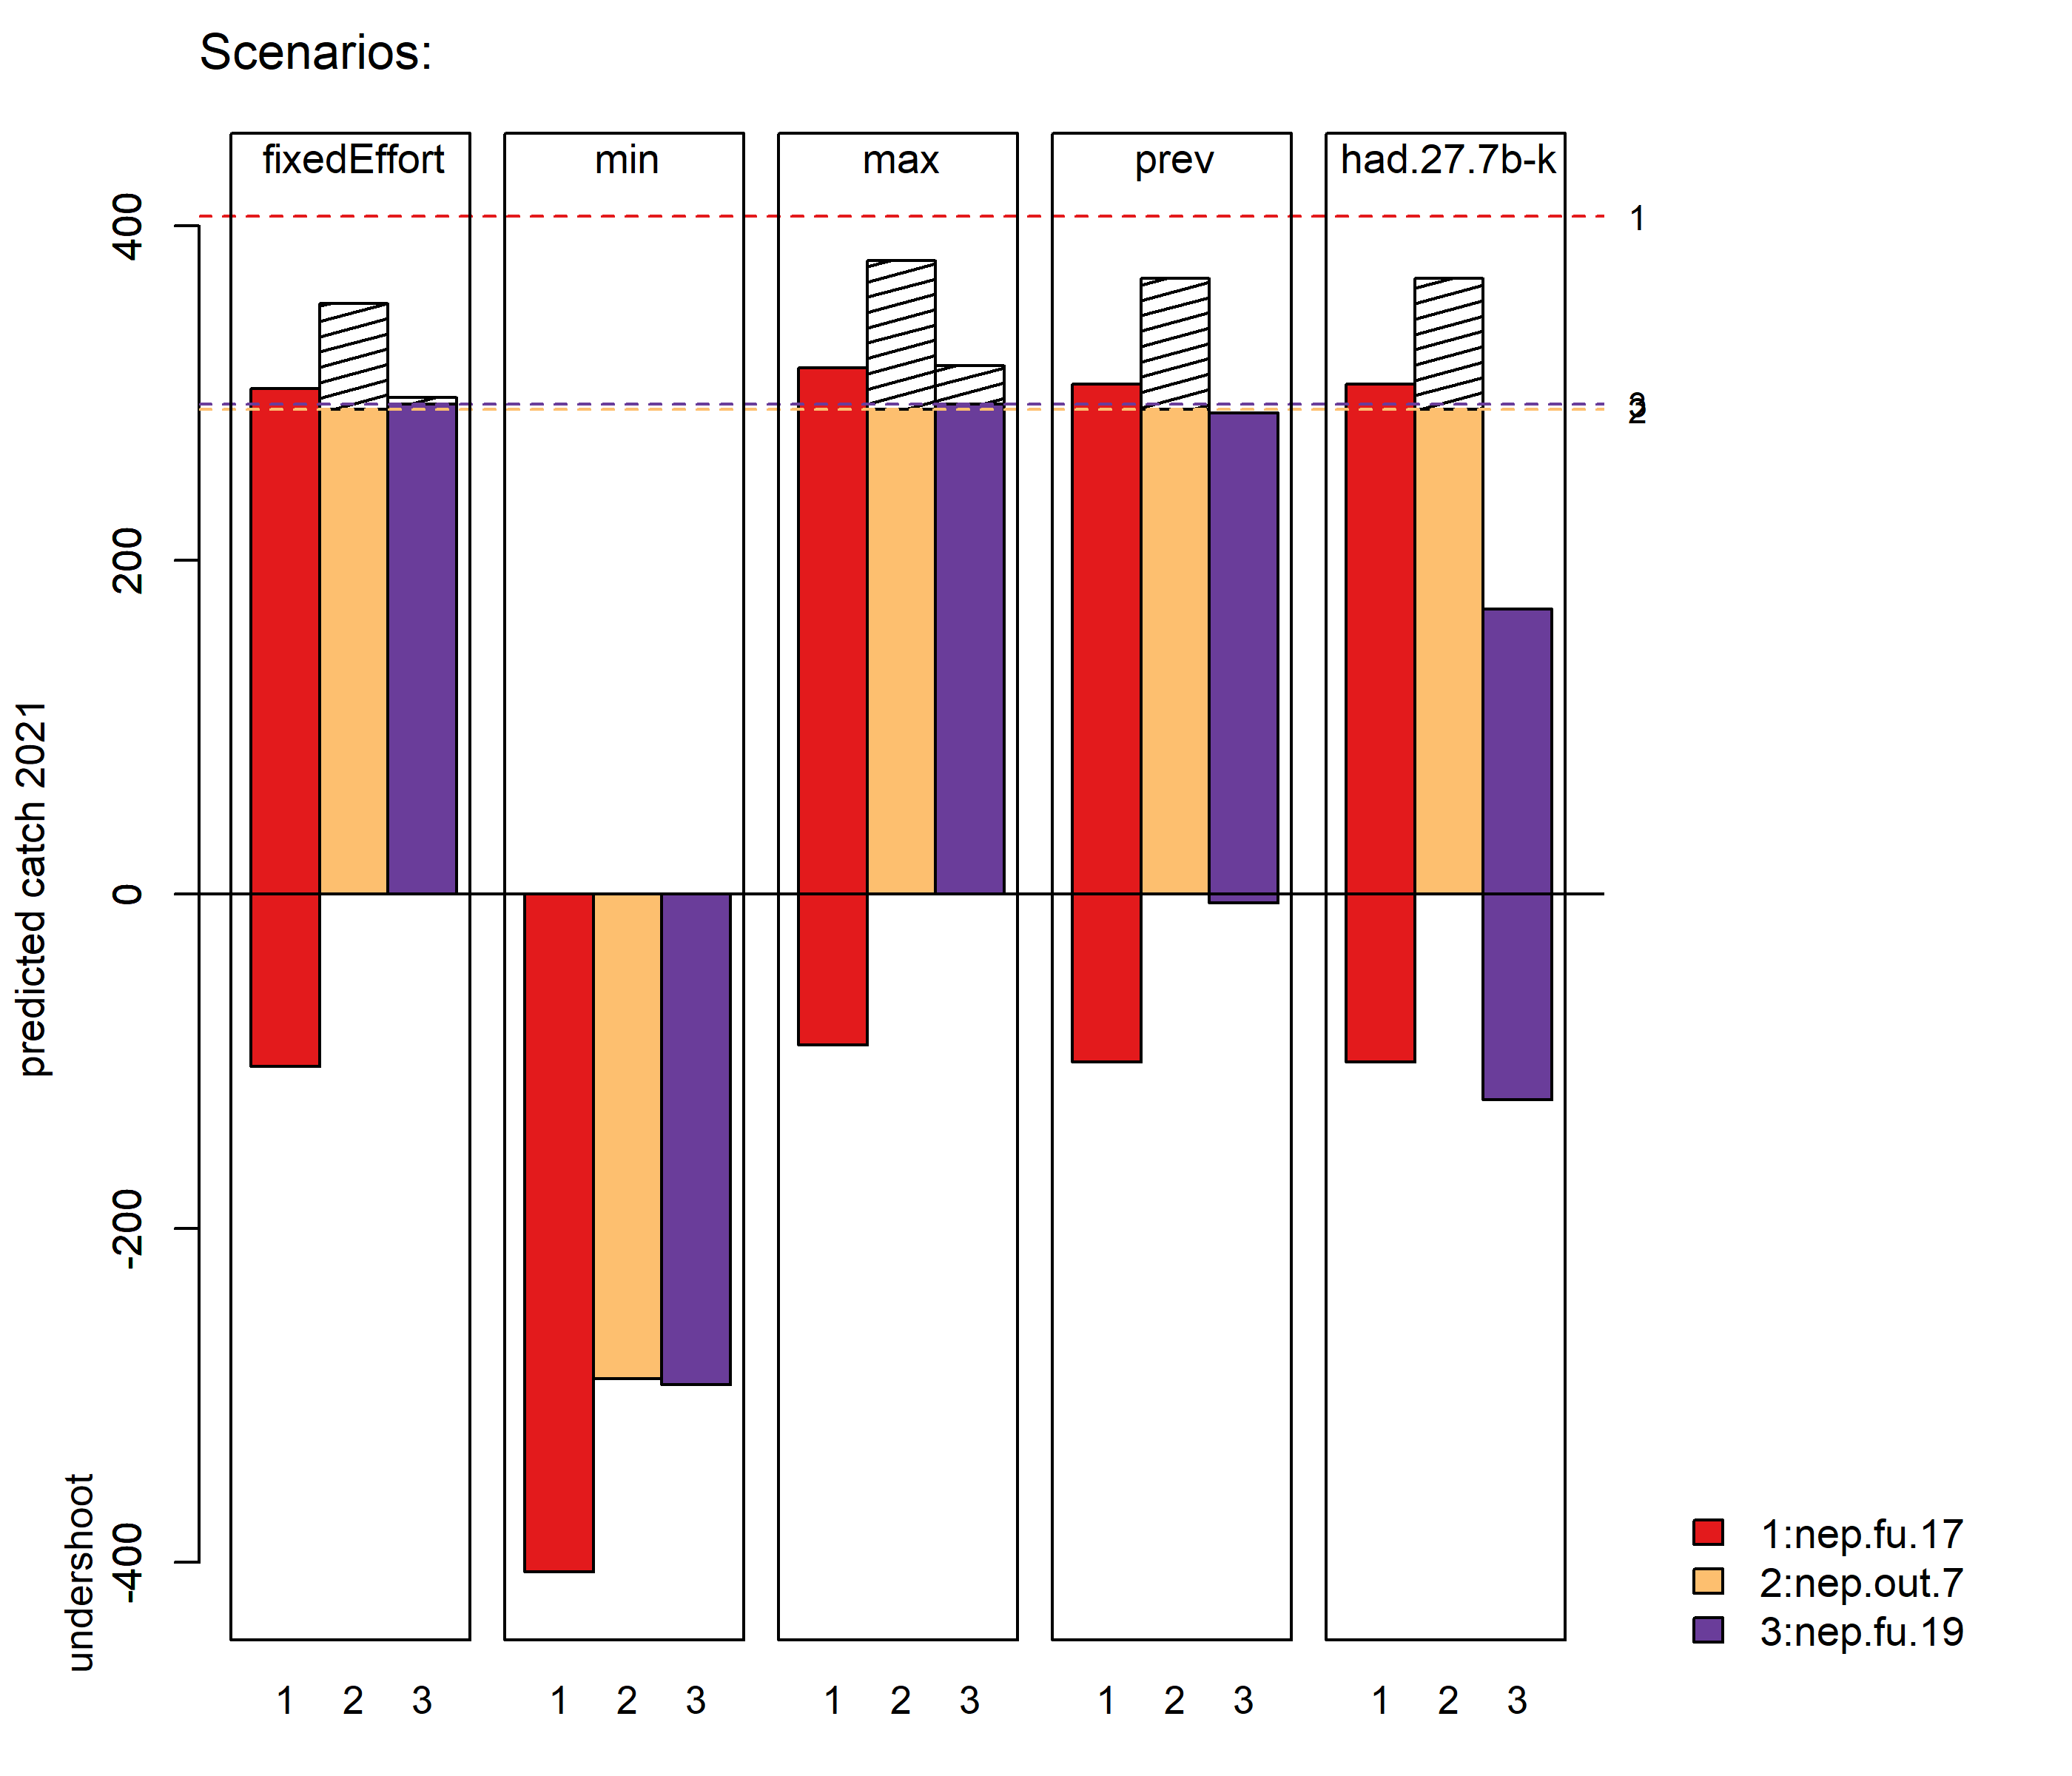 Scenarios:
fixedEffort
min
max
prev
had.27.7b-k
400
200
0
-200
-400
predicted catch 2021
undershoot
1
3
2
1 2 3
1 2 3
1 2 3
1 2 3
1 2 3
1:nep.fu.17
2:nep.out.7
3:nep.fu.19